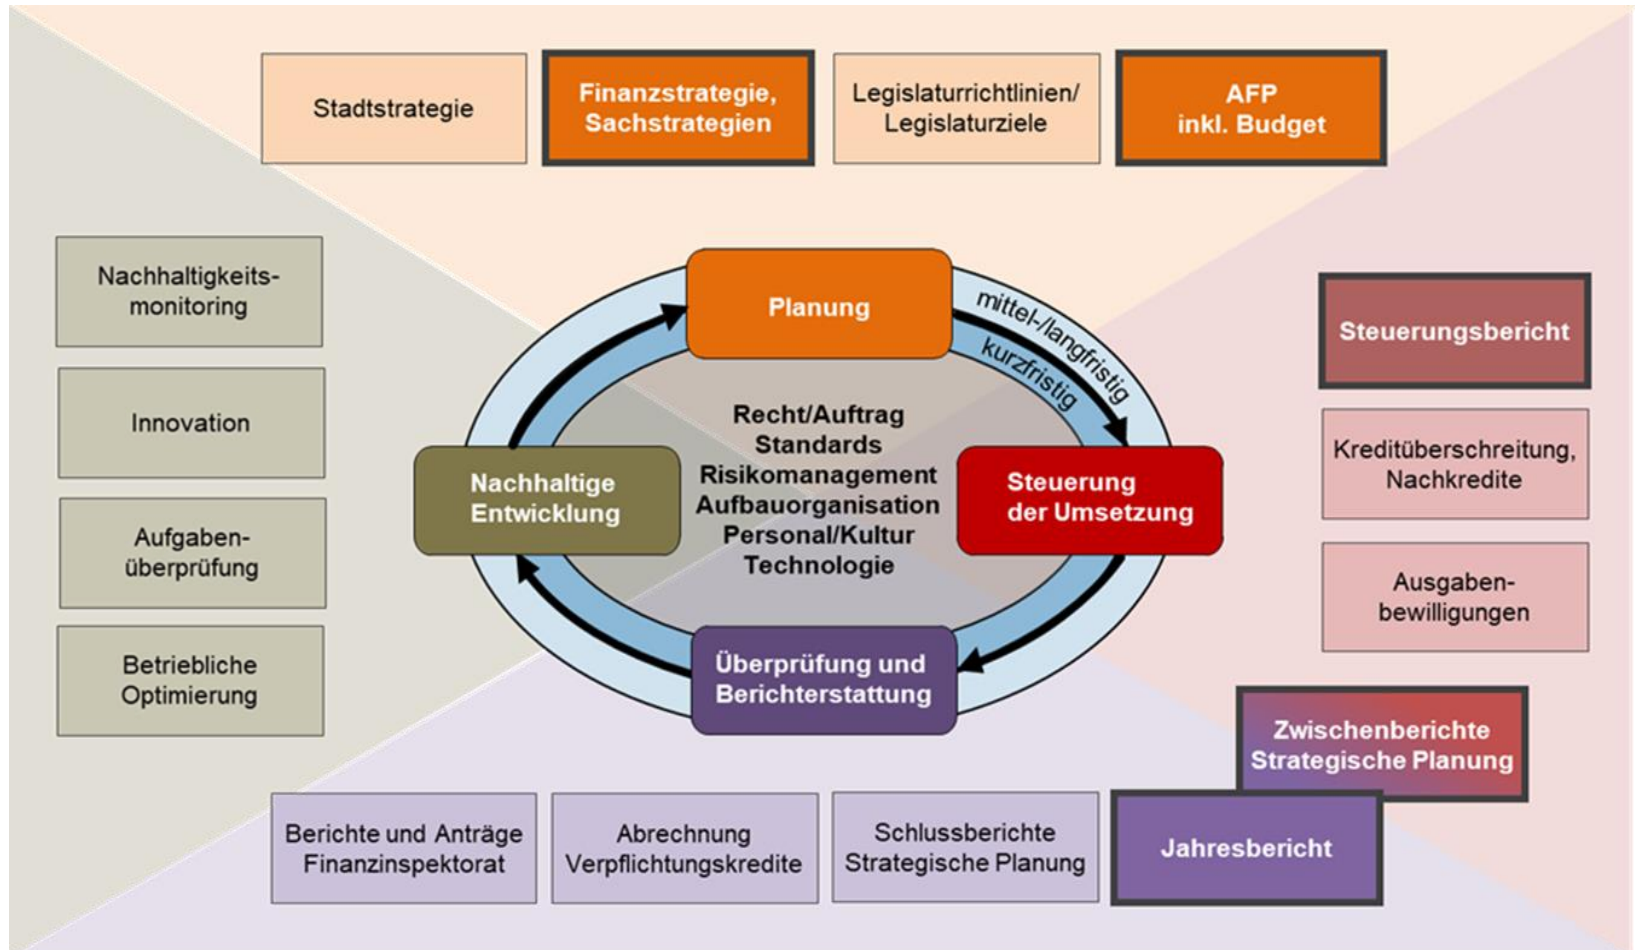 Stadtstrategie
Finanzstrategie,
Sachstrategien
Legislaturrichtlinien/
Legislaturziele
AFP
inkl. Budget
Nachhaltigkeits-
monitoring
Innovation
Aufgaben-
überprüfung
Betriebliche
Optimierung
Planung
mittel-/langfristig
kurzfristig
Recht/Auftrag
Standards
Risikomanagement
Aufbauorganisation
Personal/Kultur
Technologie
Nachhaltige
Entwicklung
Steuerung
der Umsetzung
Überprüfung und
Berichterstattung
Steuerungsbericht
Kreditüberschreitung,
Nachkredite
Ausgaben-
bewilligungen
Zwischenberichte
Strategische Planung
Berichte und Anträge
Finanzinspektorat
Abrechnung
Verpflichtungskredite
Schlussberichte
Strategische Planung
Jahresbericht